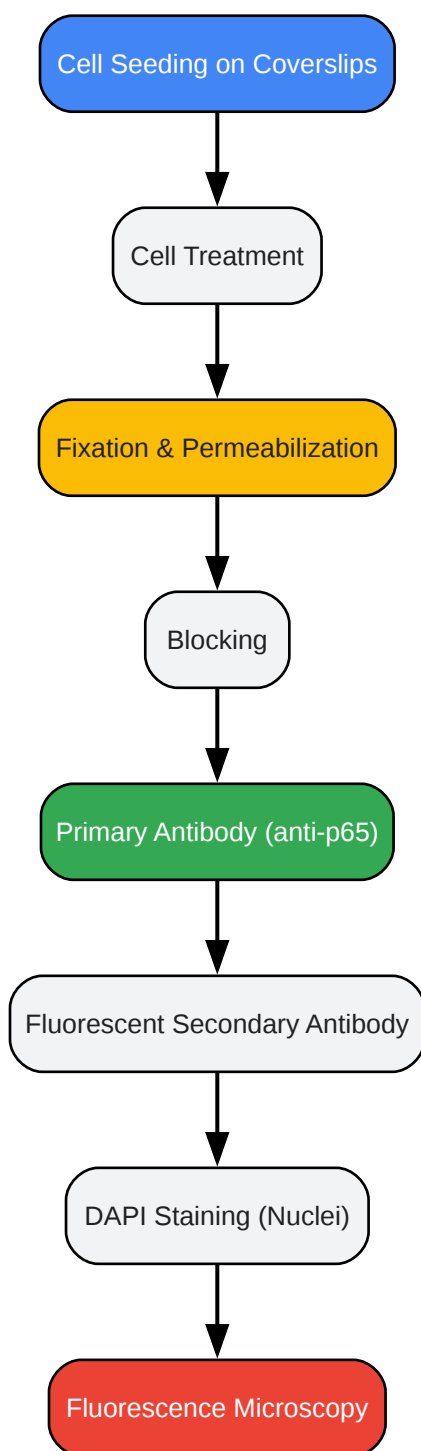 Cell Seeding on Coverslips
Cell Treatment
Fixation & Permeabilization
Blocking
Primary Antibody (anti-p65)
Fluorescent Secondary Antibody
DAPI Staining (Nuclei)
Fluorescence Microscopy